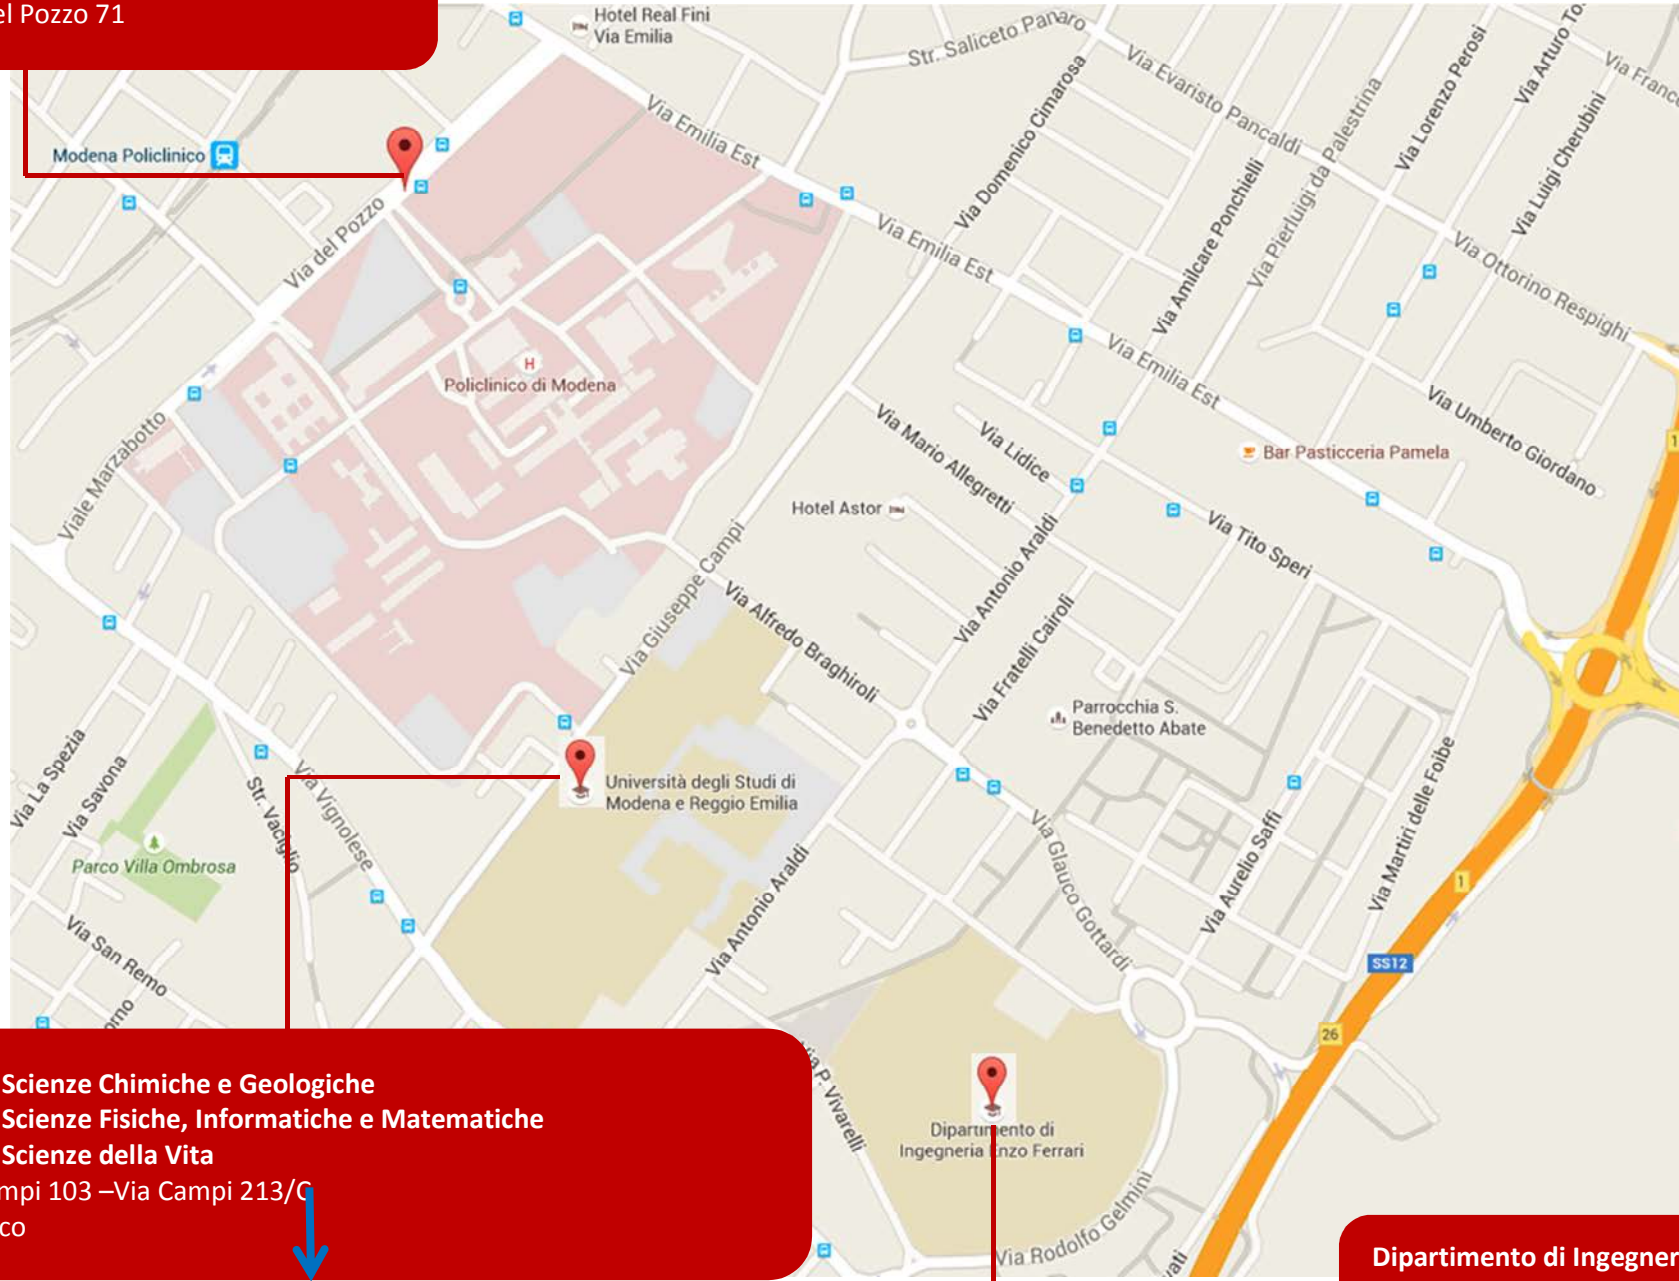 el Pozzo 71
Hotel Real Fini
Via Emilia
Str. Saliceto Panaro
Via Evaristo Pancaldi
Via Lorenzo Perosi
Via Arturo To
Via France
Via Luigi Cherubini
Via Pierluigi da Palestrina
Via Amilcare Ponchielli
Via Domenico Cimarosa
Via Emilia Est
Modena Policlinico
Via del Pozzo
Via Emilia Est
Via Ottorino Respighi
Via Emilia Est
H
Policlinico di Modena
Via Umberto Giordano
1
Viale Marzabotto
Via Mario Allegretti
Via Lidice
Bar Pasticceria Pamela
Hotel Astor
Via Tito Speri
Via Antonio Araldi
Via Giuseppe Campi
Via Alfredo Braghiroli
Via Fratelli Cairoli
Parrocchia S.
Benedetto Abate
Via La Spezia
Via Savona
Str. Vaciglio
Via Vignolese
Università degli Studi di
Modena e Reggio Emilia
Parco Villa Ombrosa
Via Glauco Gottardi
Via Aurelio Saffi
Via Martiri delle Foibe
1
Via Antonio Araldi
Via San Remo
SS12
orno
26
Via P. Vivarelli
Dipartimento di
Ingegneria Enzo Ferrari
Via Rodolfo Gelmini
vati
Scienze Chimiche e Geologiche
Scienze Fisiche, Informatiche e Matematiche
Scienze della Vita
mpi 103 –Via Campi 213/C
co
Dipartimento di Ingegner